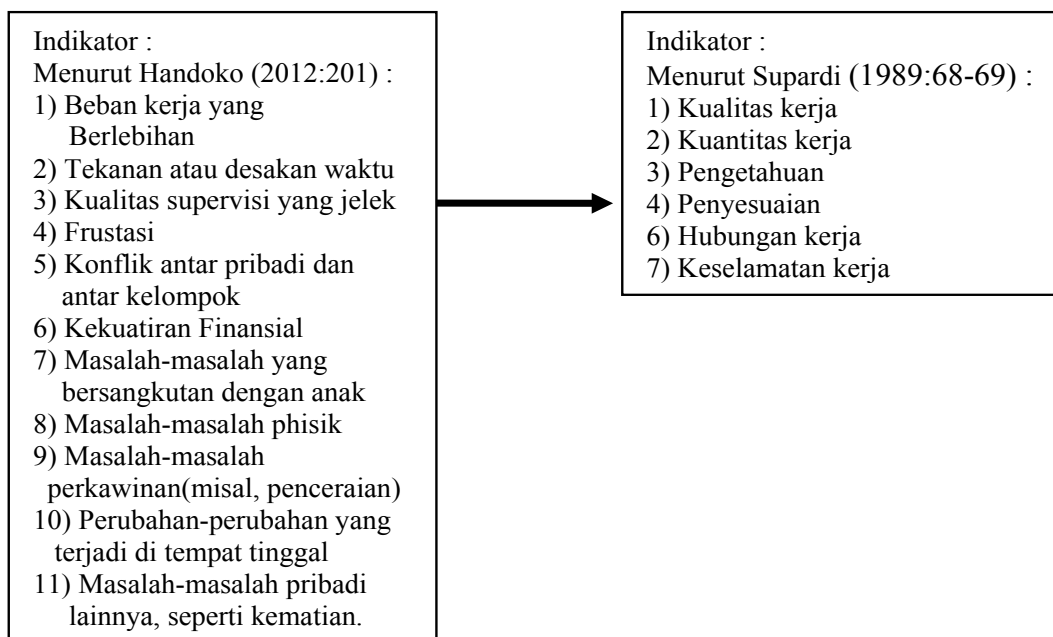 Indikator :
Menurut Handoko (2012:201) :
1) Beban kerja yang
Berlebihan
2) Tekanan atau desakan waktu
3) Kualitas supervisi yang jelek
4) Frustasi
5) Konflik antar pribadi dan
antar kelompok
6) Kekuatiran Finansial
7) Masalah-masalah yang
bersangkutan dengan anak
8) Masalah-masalah phisik
9) Masalah-masalah
perkawinan(misal, penceraian)
10) Perubahan-perubahan yang
terjadi di tempat tinggal
11) Masalah-masalah pribadi
lainnya, seperti kematian.
Indikator :
Menurut Supardi (1989:68-69) :
1) Kualitas kerja
2) Kuantitas kerja
3) Pengetahuan
4) Penyesuaian
6) Hubungan kerja
7) Keselamatan kerja